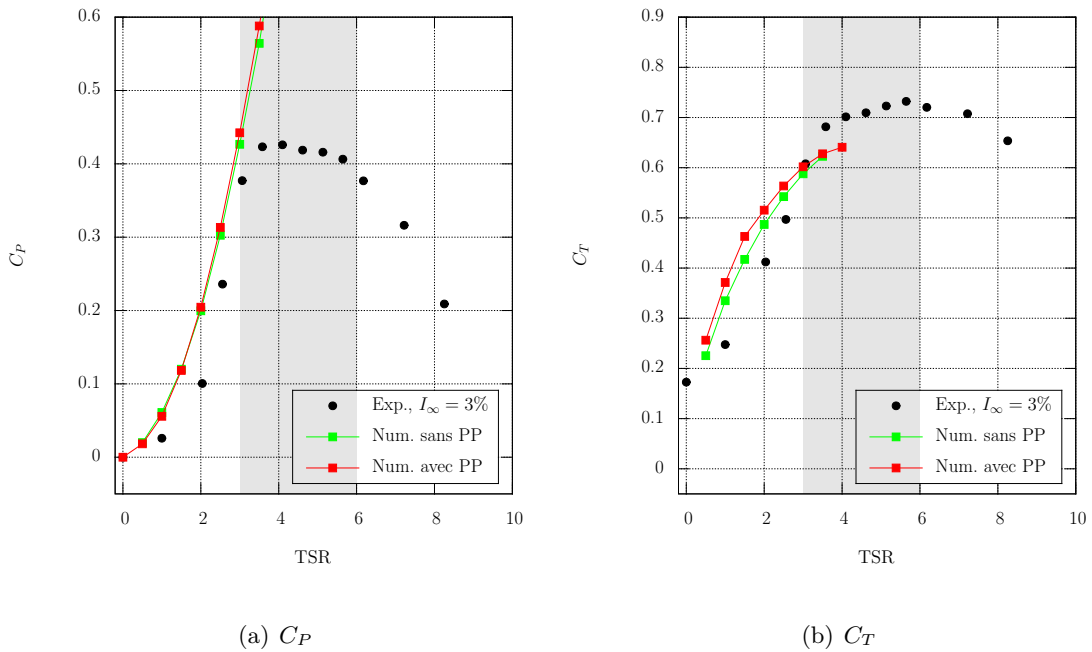 0.6
0.5
0.4
0.3
0.2
0.1
0
C_P
0 2 4 6 8 10
TSR
Exp., I_∞ = 3%
Num. sans PP
Num. avec PP
(a) C_P
0.9
0.8
0.7
0.6
0.5
0.4
0.3
0.2
0.1
0
C_T
0 2 4 6 8 10
TSR
Exp., I_∞ = 3%
Num. sans PP
Num. avec PP
(b) C_T